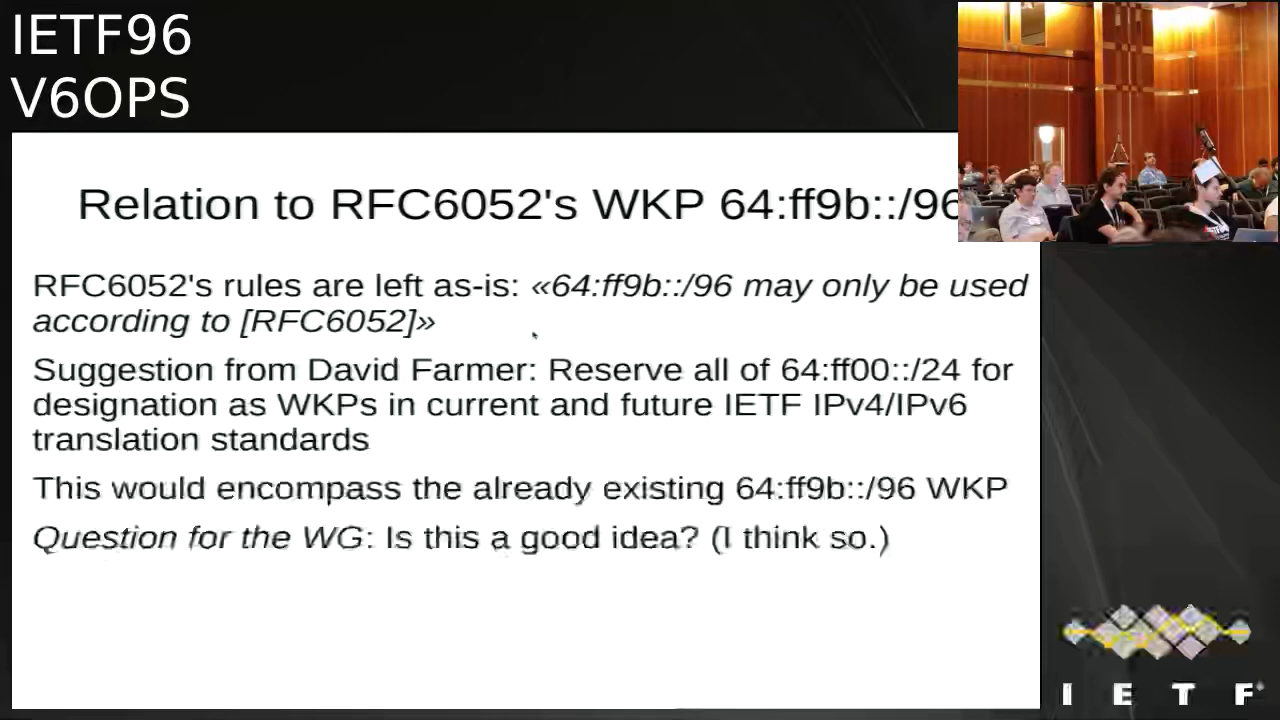 IETF96
V6OPS
Relation to RFC6052's WKP 64:ff9b::/96
RFC6052's rules are left as-is: «64:ff9b::/96 may only be used
according to [RFC6052]»
Suggestion from David Farmer: Reserve all of 64:ff00::/24 for
designation as WKPs in current and future IETF IPv4/IPv6
translation standards
This would encompass the already existing 64:ff9b::/96 WKP
Question for the WG: Is this a good idea? (I think so.)
I E T F